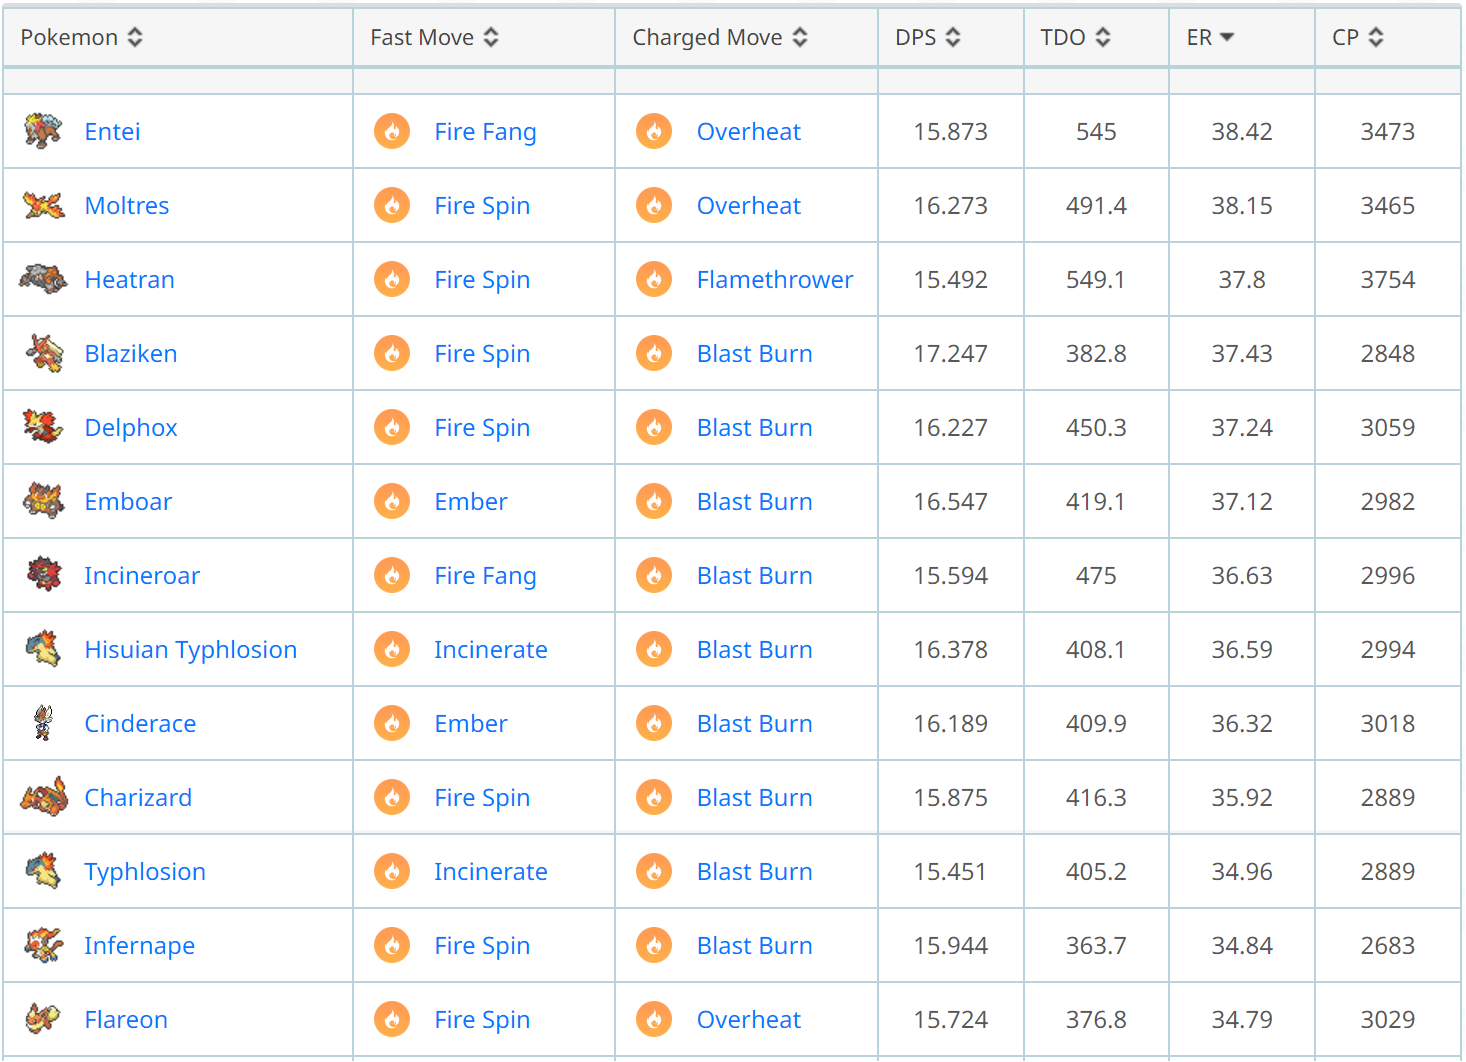 Pokemon Fast Move Charged Move DPS TDO ER CP
Entei Fire Fang Overheat 15.873 545 38.42 3473
Moltres Fire Spin Overheat 16.273 491.4 38.15 3465
Heatran Fire Spin Flamethrower 15.492 549.1 37.8 3754
Blaziken Fire Spin Blast Burn 17.247 382.8 37.43 2848
Delphox Fire Spin Blast Burn 16.227 450.3 37.24 3059
Emboar Ember Blast Burn 16.547 419.1 37.12 2982
Incineroar Fire Fang Blast Burn 15.594 475 36.63 2996
Hisuian Typhlosion Incinerate Blast Burn 16.378 408.1 36.59 2994
Cinderace Ember Blast Burn 16.189 409.9 36.32 3018
Charizard Fire Spin Blast Burn 15.875 416.3 35.92 2889
Typhlosion Incinerate Blast Burn 15.451 405.2 34.96 2889
Infernape Fire Spin Blast Burn 15.944 363.7 34.84 2683
Flareon Fire Spin Overheat 15.724 376.8 34.79 3029